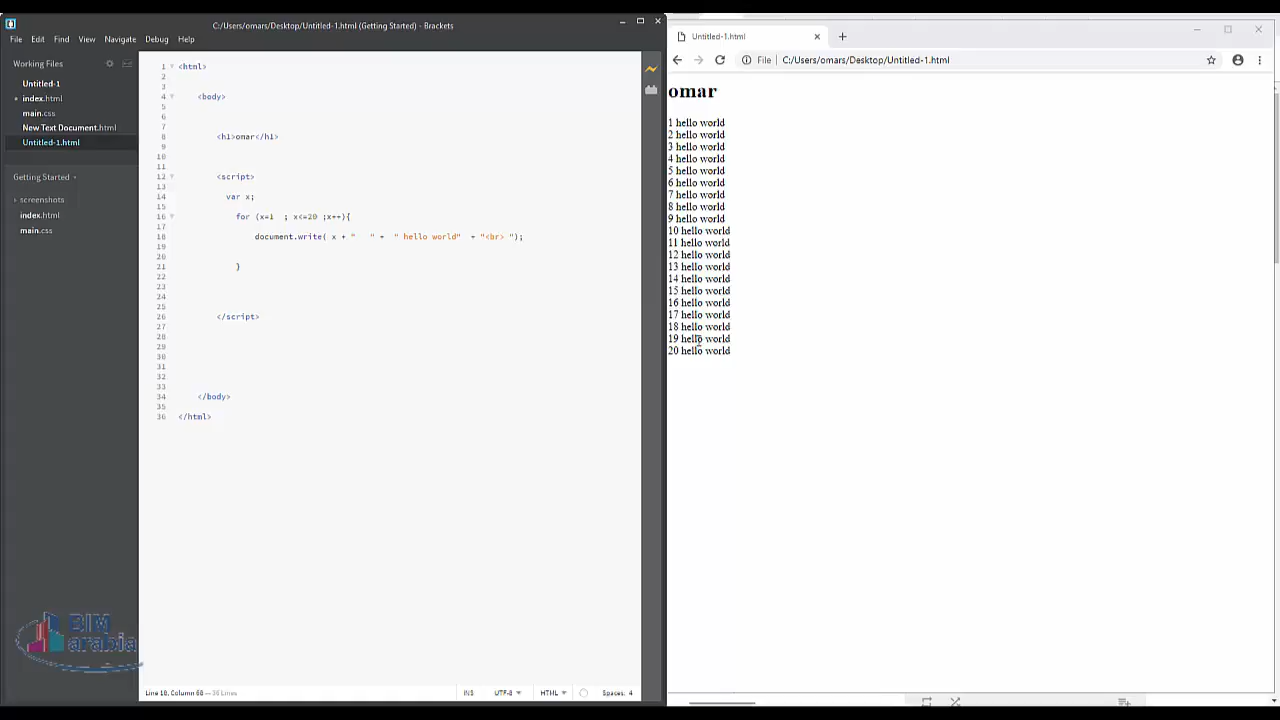 C:/Users/omars/Desktop/Untitled-1.html (Getting Started) - Brackets
File Edit View Navigate Debug Help
Working Files
Untitled-1
index.html
main.css
New Text Document.html
Untitled-1.html
Getting Started
screenshots
index.html
main.css
1 <html>
2
3
4 <body>
5
6
7
8 <h1>omar</h1>
9
10
11
12 <script>
13
14 var x;
15
16 for (x=1  ; x<=20 ;x++){
17
18 document.write( x + "   " +  " hello world"  + "<br> ");
19
20
21 }
22
23
24
25
26 </script>
27
28
29
30
31
32
33
34 </body>
35
36 </html>
Line 18, Column 68 — 36 Lines
INS UTF-8 HTML Spaces: 4
BIM
arabia
Untitled-1.html
File C:/Users/omars/Desktop/Untitled-1.html
omar
1 hello world
2 hello world
3 hello world
4 hello world
5 hello world
6 hello world
7 hello world
8 hello world
9 hello world
10 hello world
11 hello world
12 hello world
13 hello world
14 hello world
15 hello world
16 hello world
17 hello world
18 hello world
19 hello world
20 hello world